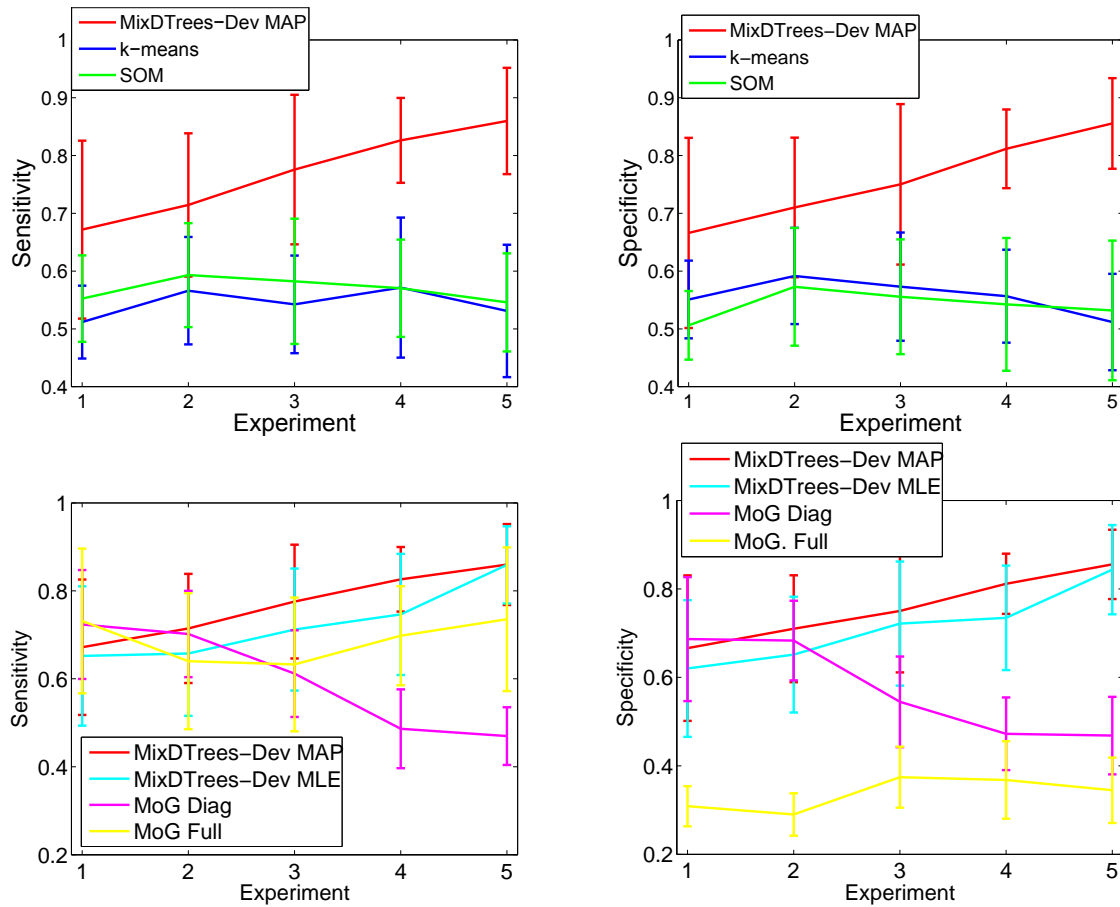 MixDTrees−Dev MAP
k−means
SOM
1
0.9
0.8
0.7
0.6
0.5
0.4
Sensitivity
1 2 3 4 5
Experiment
MixDTrees−Dev MAP
k−means
SOM
1
0.9
0.8
0.7
0.6
0.5
0.4
Specificity
1 2 3 4 5
Experiment
1
0.8
0.6
0.4
0.2
Sensitivity
MixDTrees−Dev MAP
MixDTrees−Dev MLE
MoG Diag
MoG Full
1 2 3 4 5
Experiment
MixDTrees−Dev MAP
MixDTrees−Dev MLE
MoG Diag
MoG. Full
1
0.8
0.6
0.4
0.2
Specificity
1 2 3 4 5
Experiment